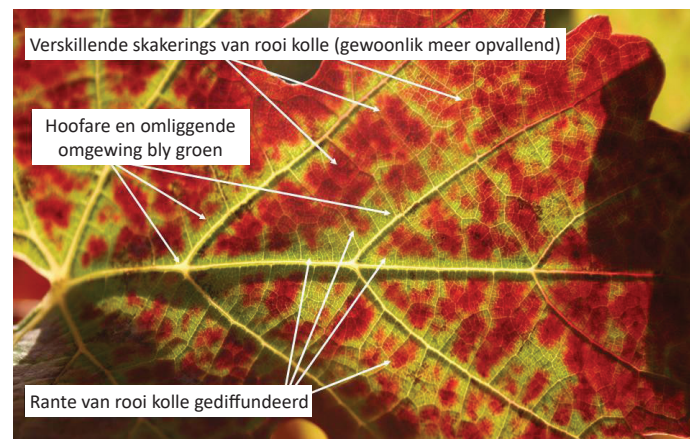 Verskillende skakerings van rooi kolle (gewoonlik meer opvallend)
Hoofare en omliggende
omgewing bly groen
Rante van rooi kolle gediffundeerd